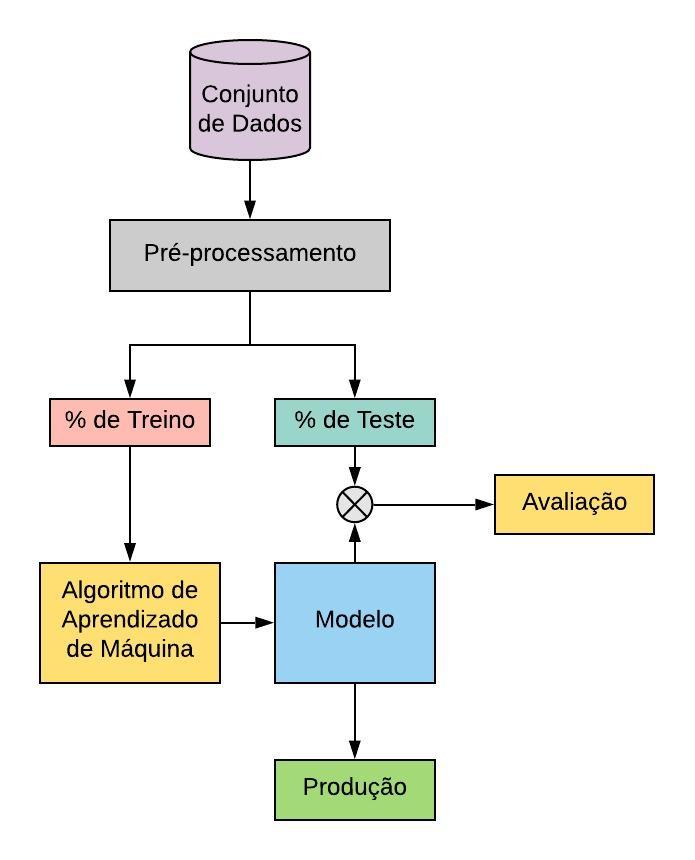 Conjunto
de Dados
Pré-processamento
% de Treino
% de Teste
Avaliação
Algoritmo de
Aprendizado
de Máquina
Modelo
Produção